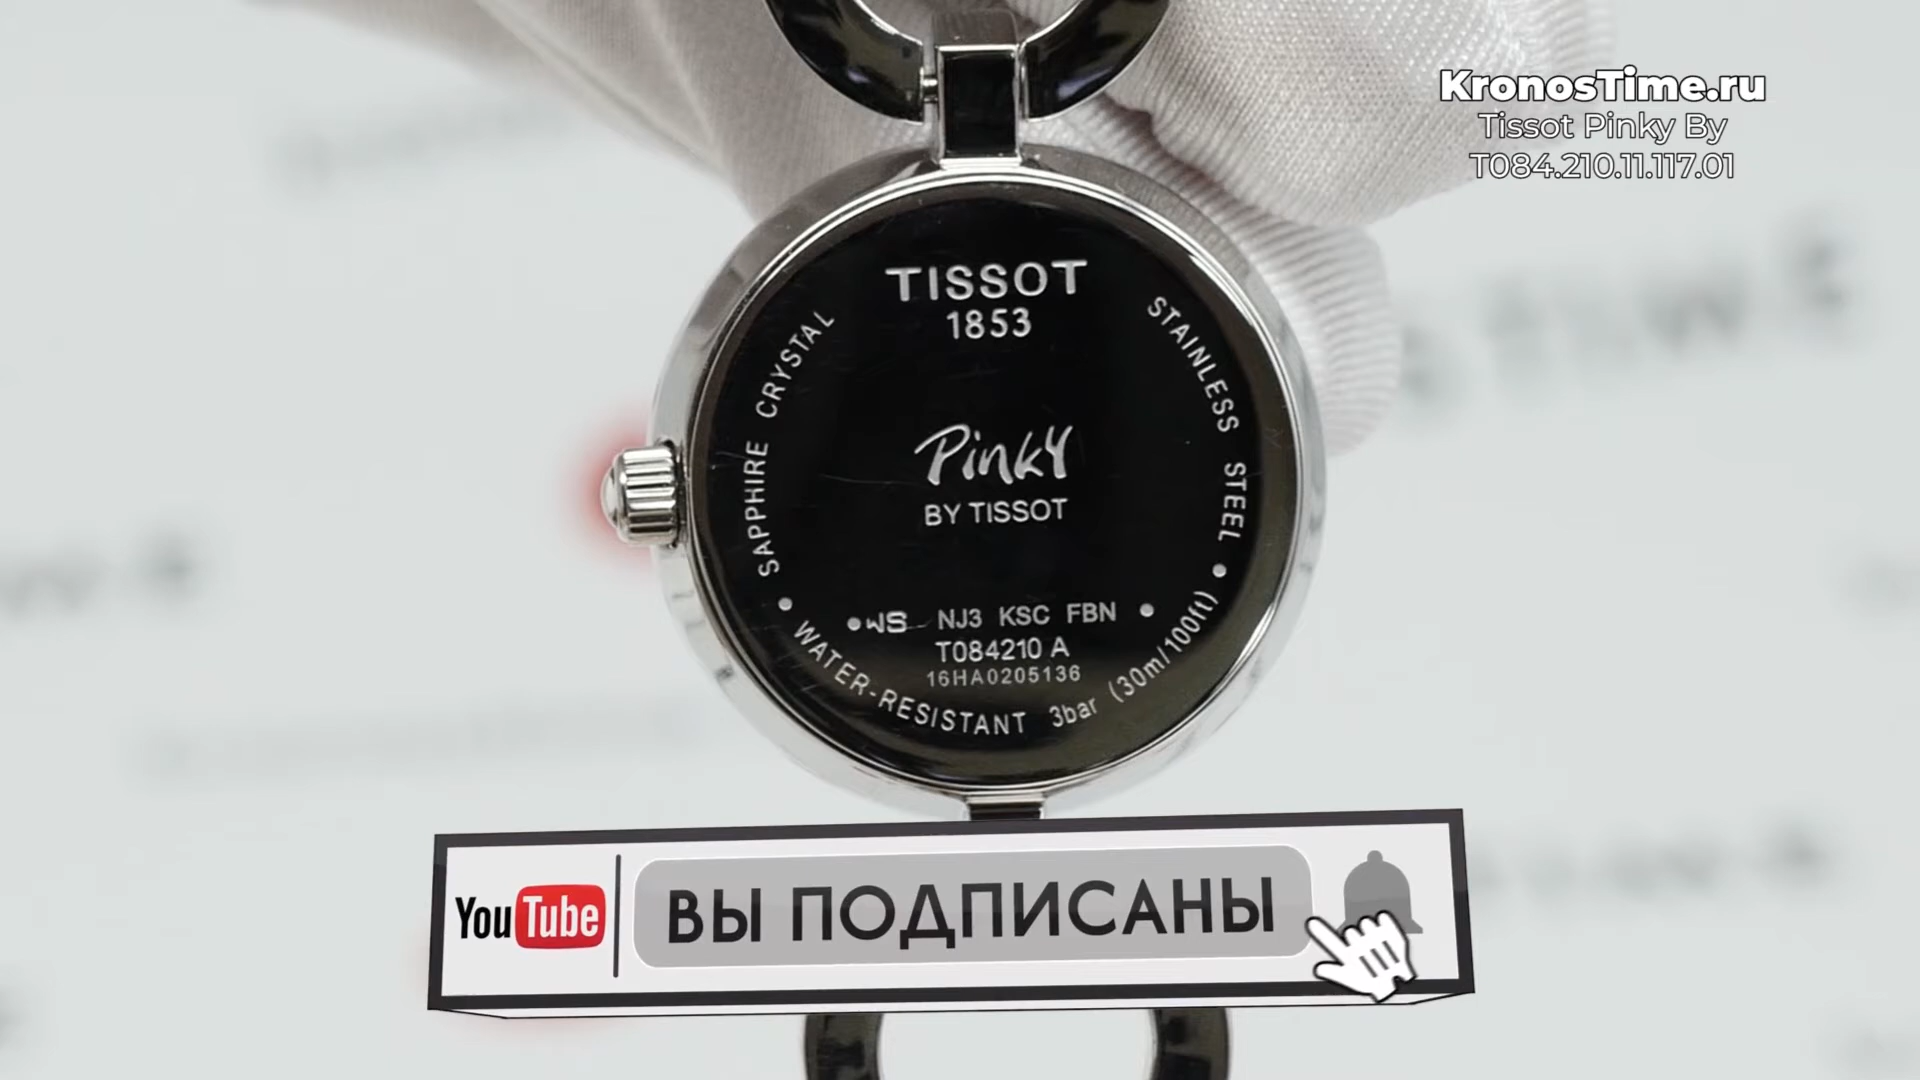 KronosTime.ru
Tissot Pinky By
T084.210.11.117.01
TISSOT
1853
SAPPHIRE CRYSTAL
STAINLESS STEEL
Pinky
BY TISSOT
NJ3 KSC FBN
T084210 A
16HA0205136
WATER-RESISTANT 3bar (30m/100ft)
YouTube
ВЫ ПОДПИСАНЫ